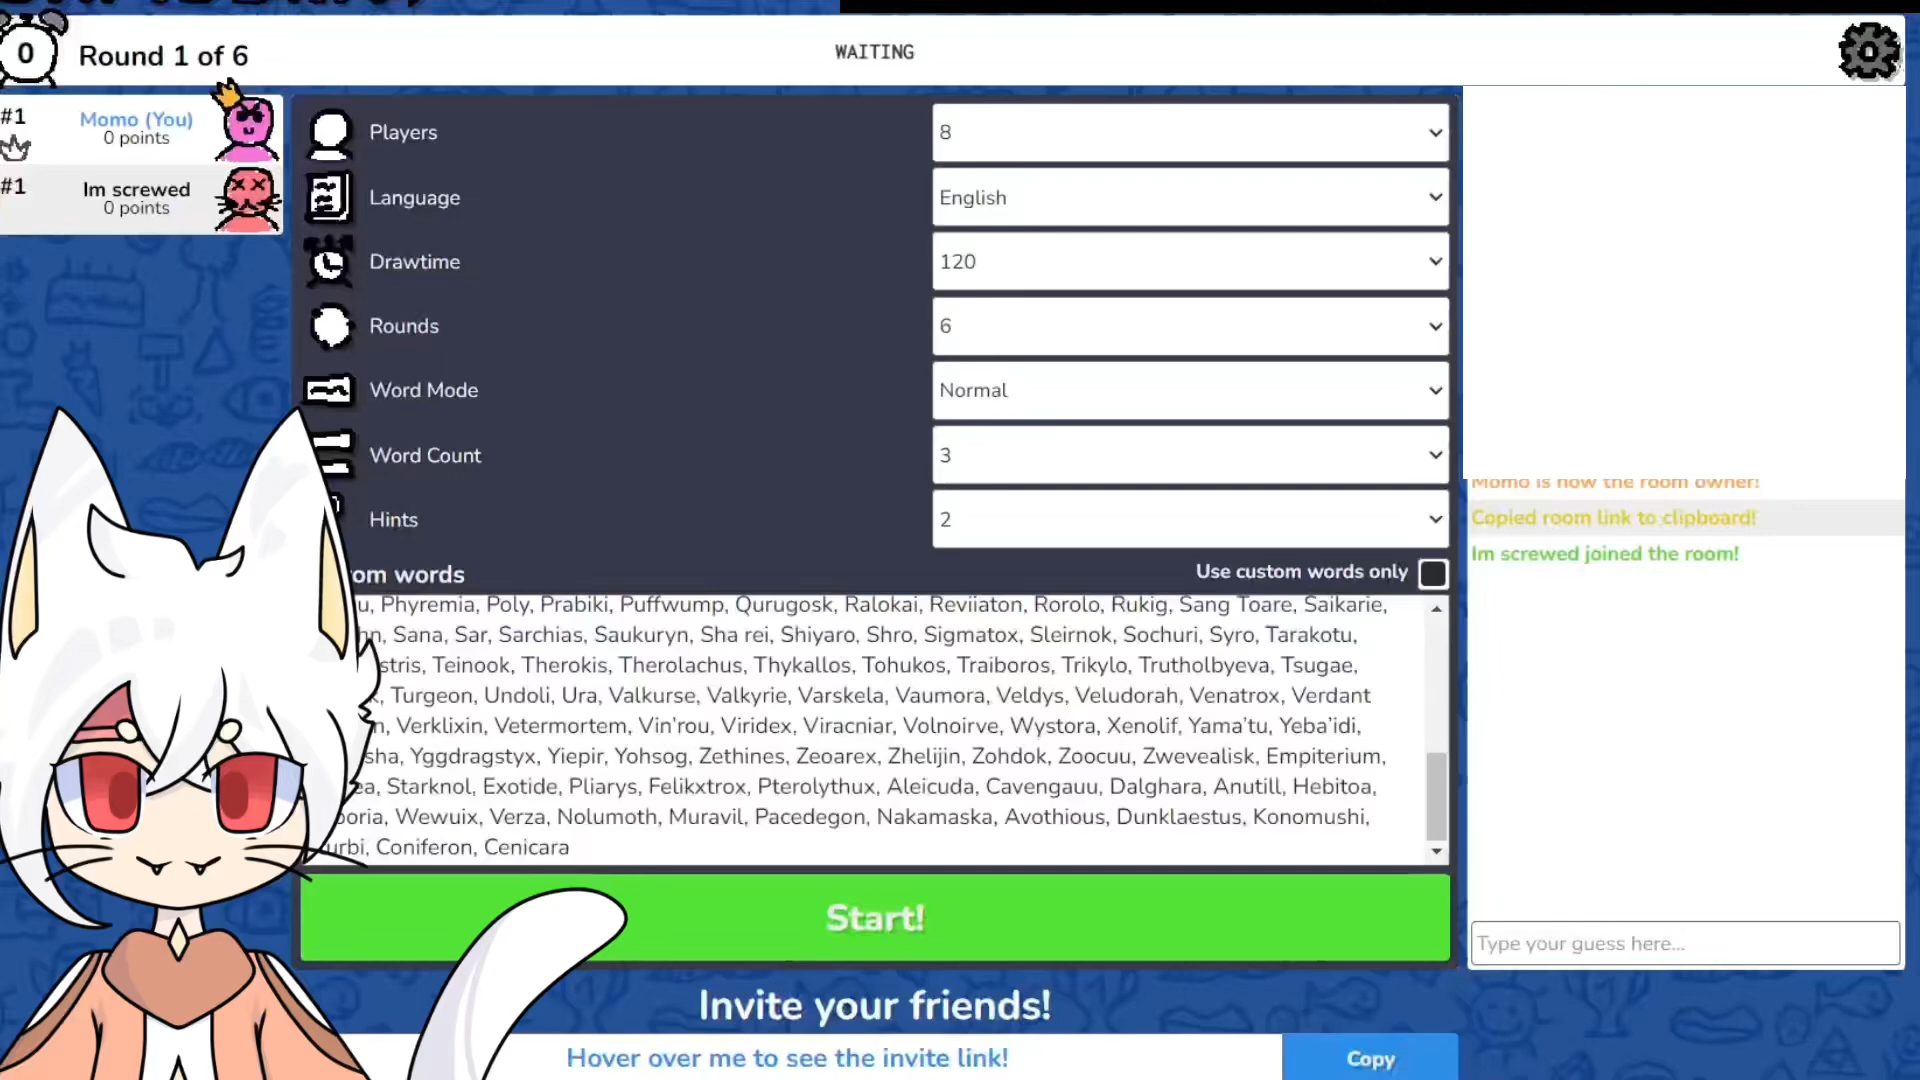 0
Round 1 of 6
WAITING
#1
Momo (You)
0 points
#1
Im screwed
0 points
Players
8
Language
English
Drawtime
120
Rounds
6
Word Mode
Normal
Word Count
3
Hints
2
om words
Use custom words only
u, Phyremia, Poly, Prabiki, Puffwump, Qurugosk, Ralokai, Reviiaton, Rorolo, Rukig, Sang Toare, Saikarie,
n, Sana, Sar, Sarchias, Saukuryn, Sha rei, Shiyaro, Shro, Sigmatox, Sleirnok, Sochuri, Syro, Tarakotu,
stris, Teinook, Therokis, Therolachus, Thykallos, Tohukos, Traiboros, Trikylo, Trutholbyeva, Tsugae,
, Turgeon, Undoli, Ura, Valkurse, Valkyrie, Varskela, Vaumora, Veldys, Veludorah, Venatrox, Verdant
n, Verklixin, Vetermortem, Vin'rou, Viridex, Viracniar, Volnoirve, Wystora, Xenolif, Yama'tu, Yeba'idi,
sha, Yggdragstyx, Yiepir, Yohsog, Zethines, Zeoarex, Zhelijin, Zohdok, Zoocuu, Zwevealisk, Empiterium,
ea, Starknol, Exotide, Pliarys, Felikxtrox, Pterolythux, Aleicuda, Cavengauu, Dalghara, Anutill, Hebitoa,
oria, Wewuix, Verza, Nolumoth, Muravil, Pacedegon, Nakamaska, Avothious, Dunklaestus, Konomushi,
urbi, Coniferon, Cenicara
Start!
Invite your friends!
Hover over me to see the invite link!
Copy
Momo is now the room owner!
Copied room link to clipboard!
Im screwed joined the room!
Type your guess here...